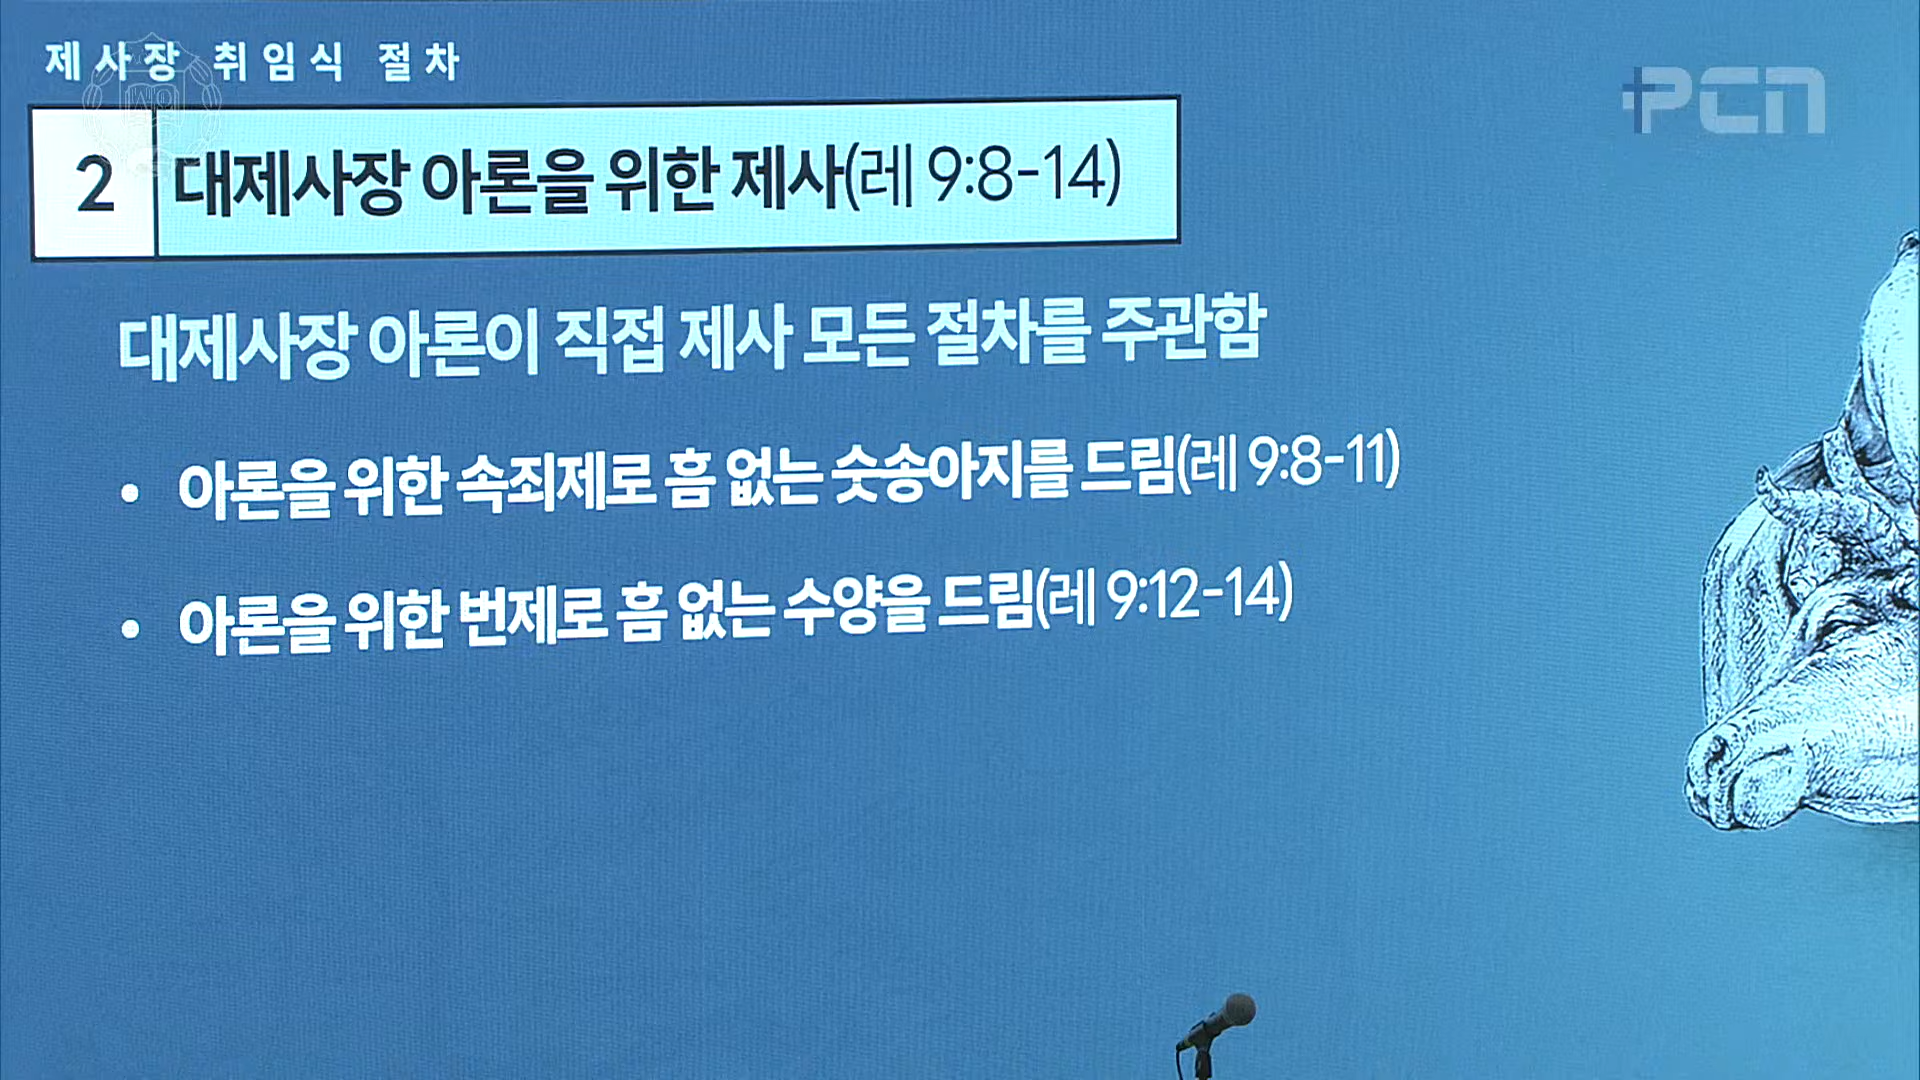 제사장 취임식 절차
PCN
2 대제사장 아론을 위한 제사(레 9:8-14)
대제사장 아론이 직접 제사 모든 절차를 주관함
• 아론을 위한 속죄제로 흠 없는 숫송아지를 드림(레 9:8-11)
• 아론을 위한 번제로 흠 없는 수양을 드림(레 9:12-14)